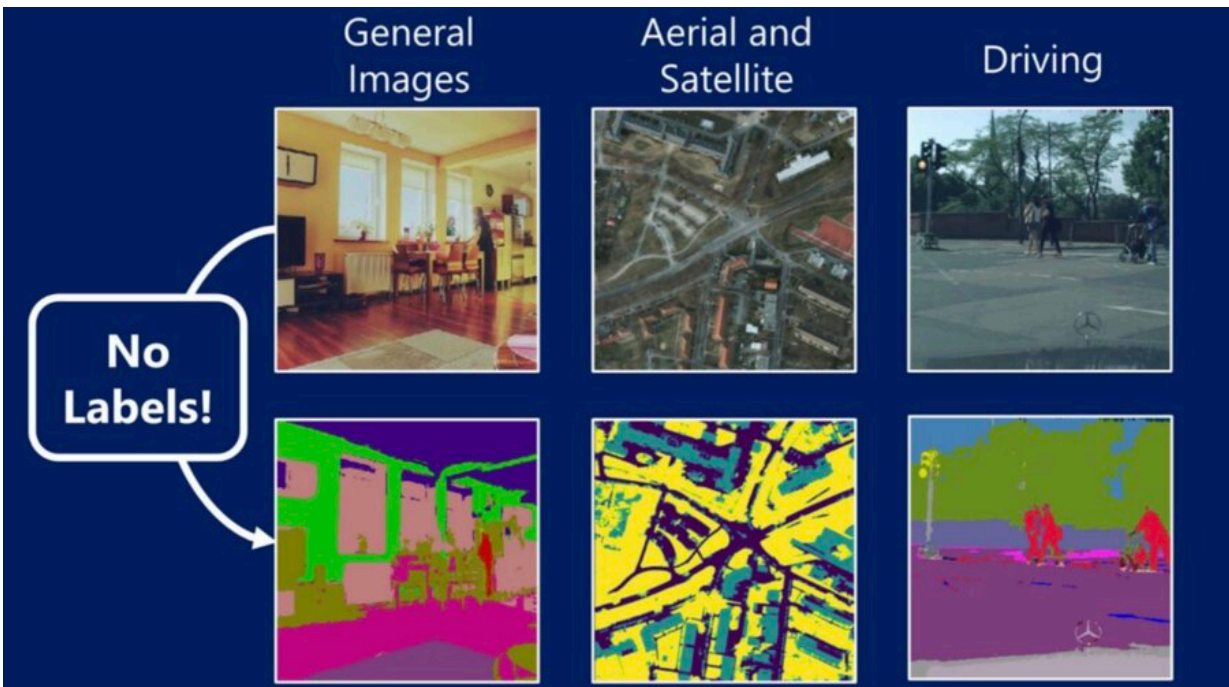 General
Images
Aerial and
Satellite
Driving
No
Labels!